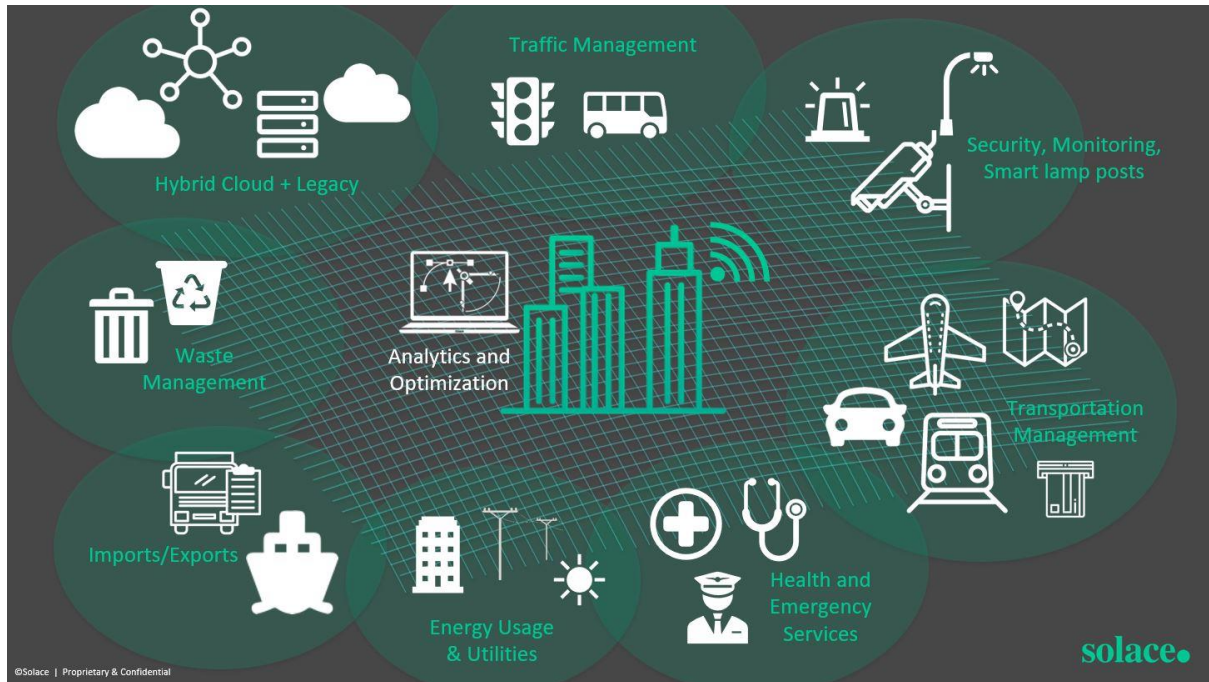 Traffic Management
Security, Monitoring,
Smart lamp posts
Hybrid Cloud + Legacy
Analytics and
Optimization
Waste
Management
Transportation
Management
Imports/Exports
Energy Usage
& Utilities
Health and
Emergency
Services
solace.
©Solace | Proprietary & Confidential